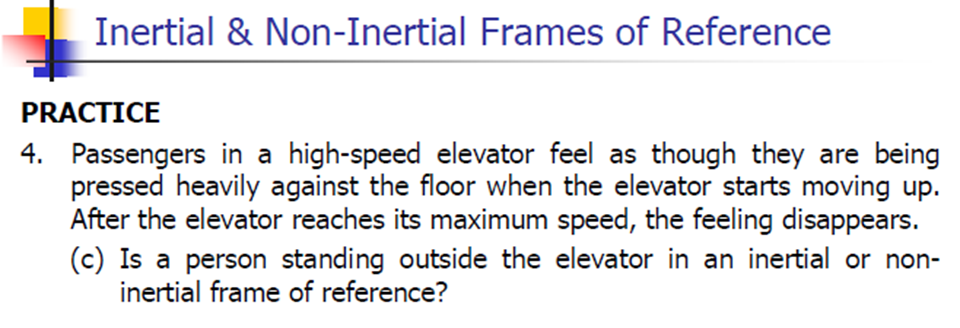 Inertial & Non-Inertial Frames of Reference
PRACTICE
4. Passengers in a high-speed elevator feel as though they are being
pressed heavily against the floor when the elevator starts moving up.
After the elevator reaches its maximum speed, the feeling disappears.
(c) Is a person standing outside the elevator in an inertial or non-
inertial frame of reference?